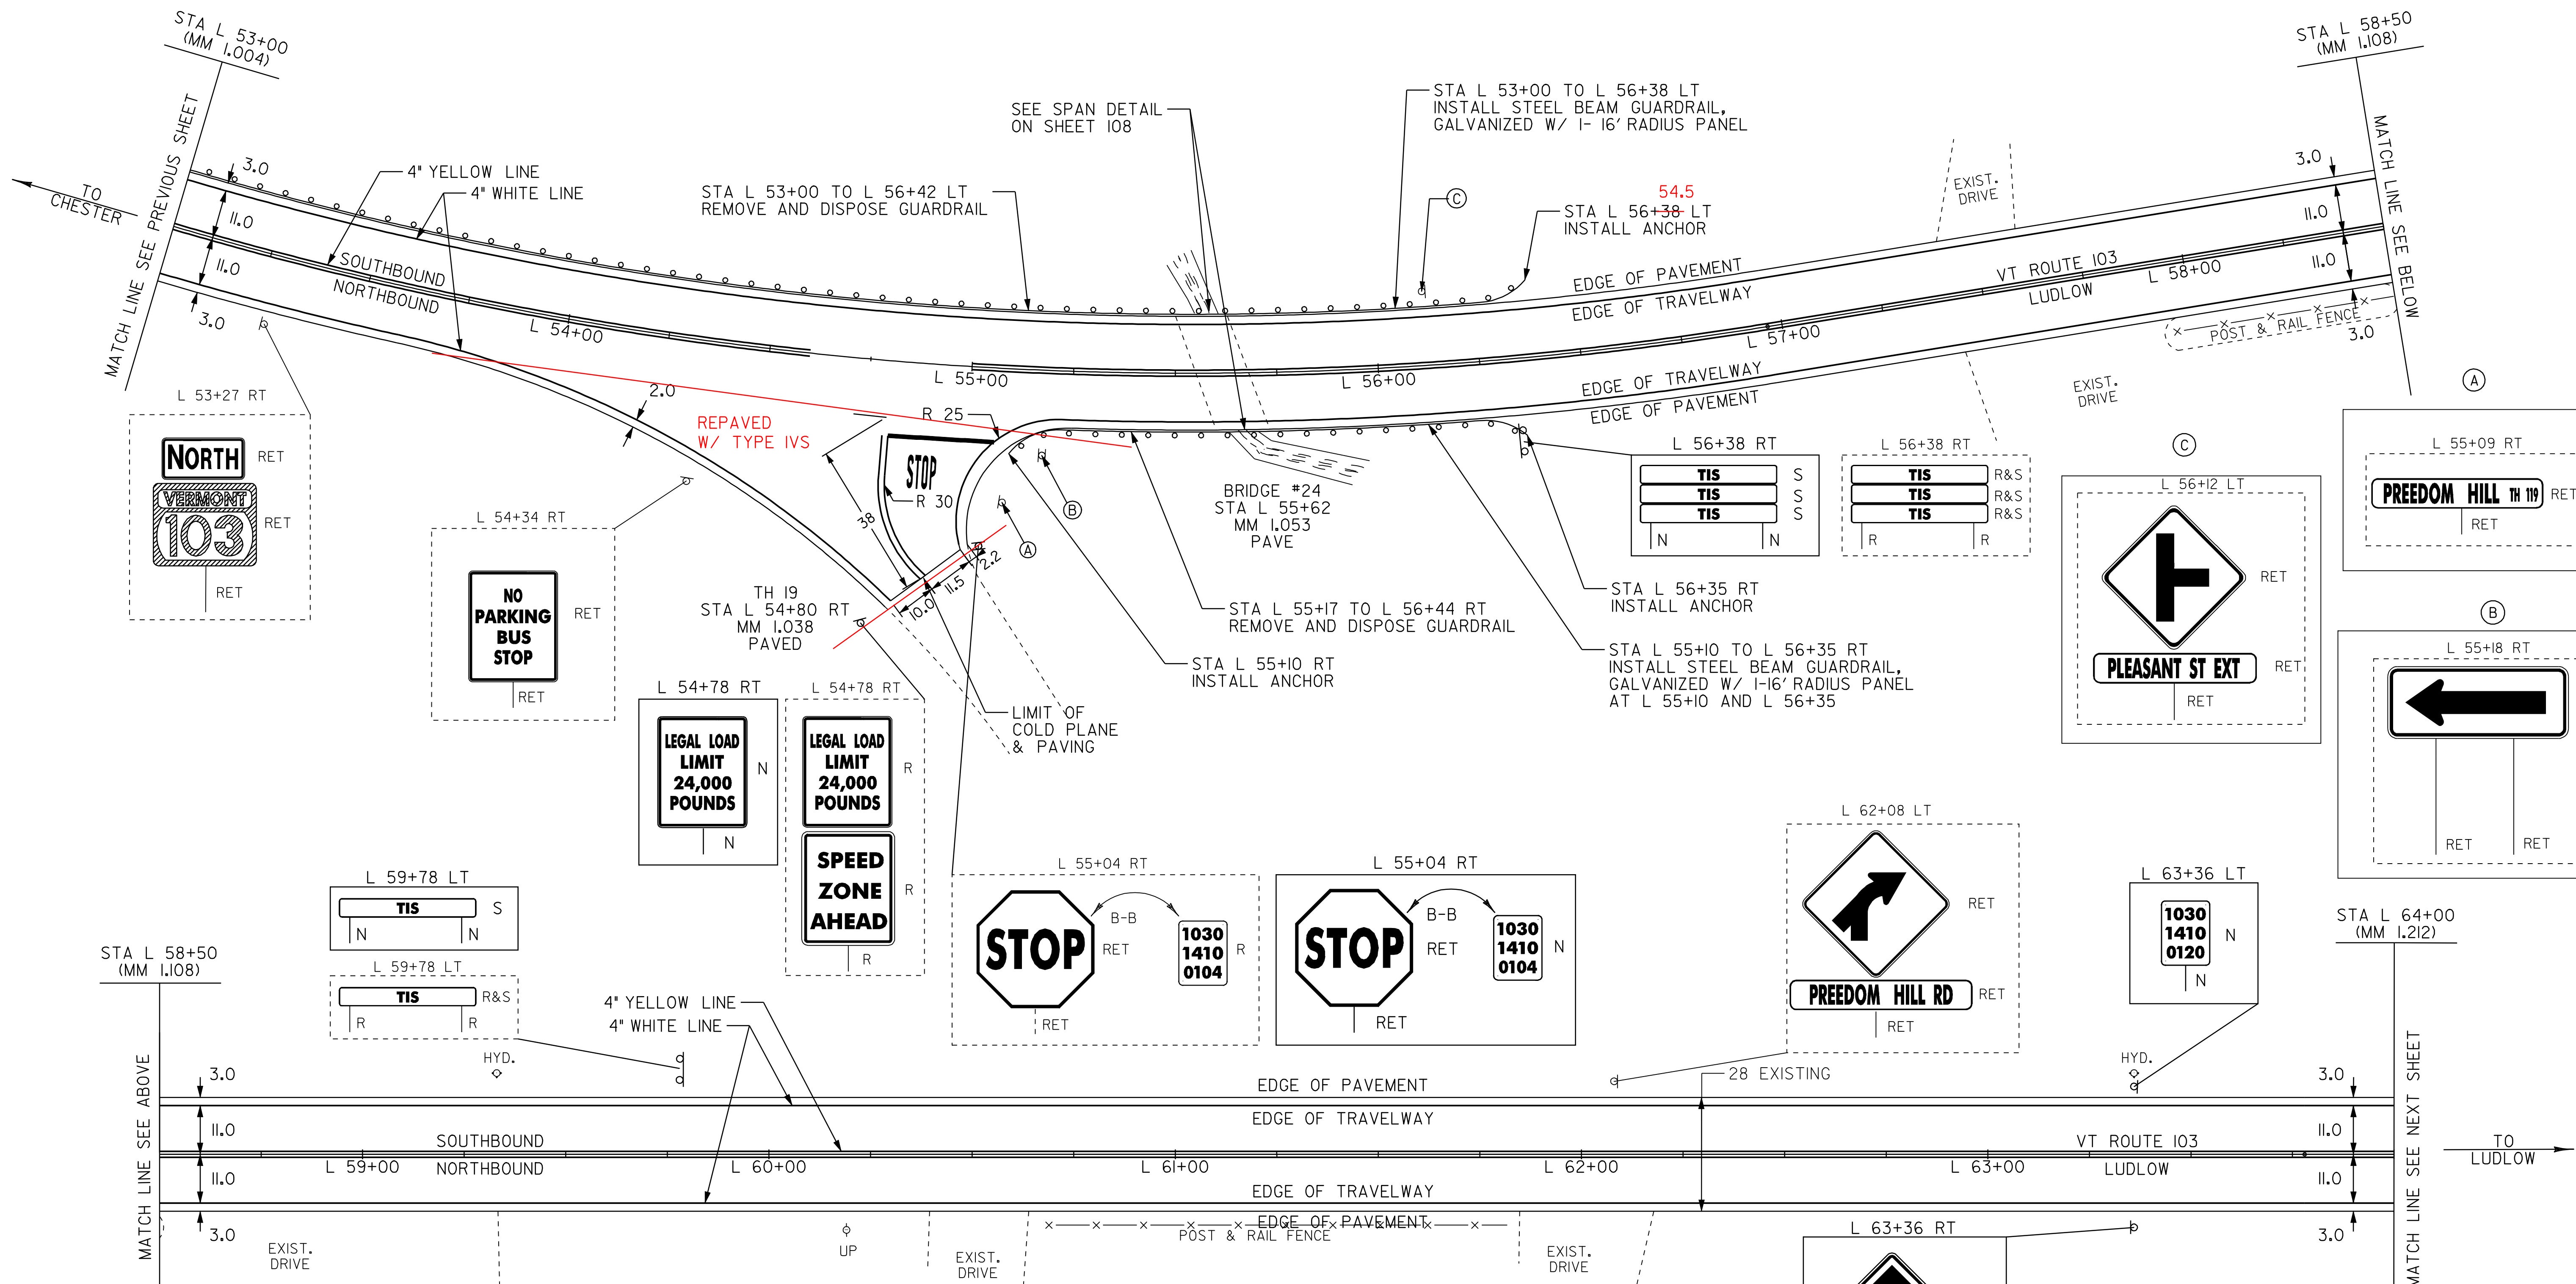 STA L 53+00
(MM 1.004)
MATCH LINE SEE PREVIOUS SHEET
TO
CHESTER
3.0
11.0
11.0
3.0
4" YELLOW LINE
4" WHITE LINE
SOUTHBOUND
NORTHBOUND
L 54+00
STA L 53+00 TO L 56+42 LT
REMOVE AND DISPOSE GUARDRAIL
SEE SPAN DETAIL
ON SHEET 108
STA L 53+00 TO L 56+38 LT
INSTALL STEEL BEAM GUARDRAIL,
GALVANIZED W/ 1- 16' RADIUS PANEL
C
54.5
STA L 56+38 LT
INSTALL ANCHOR
EXIST.
DRIVE
STA L 58+50
(MM 1.108)
MATCH LINE SEE BELOW
3.0
11.0
11.0
3.0
EDGE OF PAVEMENT
EDGE OF TRAVELWAY
VT ROUTE 103
LUDLOW
L 58+00
L 57+00
L 56+00
L 55+00
EDGE OF TRAVELWAY
EDGE OF PAVEMENT
POST & RAIL FENCE
EXIST.
DRIVE
2.0
REPAVED
W/ TYPE IVS
R 25
STOP
R 30
38
10.0
11.5
2.2
A
B
BRIDGE #24
STA L 55+62
MM 1.053
PAVE
TH 19
STA L 54+80 RT
MM 1.038
PAVED
LIMIT OF
COLD PLANE
& PAVING
STA L 55+10 RT
INSTALL ANCHOR
STA L 55+17 TO L 56+44 RT
REMOVE AND DISPOSE GUARDRAIL
STA L 56+35 RT
INSTALL ANCHOR
STA L 55+10 TO L 56+35 RT
INSTALL STEEL BEAM GUARDRAIL,
GALVANIZED W/ 1-16' RADIUS PANEL
AT L 55+10 AND L 56+35
L 53+27 RT
NORTH RET
VERMONT
103 RET
RET
L 54+34 RT
NO
PARKING
BUS
STOP
RET
RET
L 54+78 RT
LEGAL LOAD
LIMIT
24,000
POUNDS
N
N
L 54+78 RT
LEGAL LOAD
LIMIT
24,000
POUNDS
R
SPEED
ZONE
AHEAD
R
R
L 56+38 RT
TIS S
TIS S
TIS S
N N
L 56+38 RT
TIS R&S
TIS R&S
TIS R&S
R R
C
L 56+12 LT
RET
PLEASANT ST EXT RET
RET
A
L 55+09 RT
PREEDOM HILL TH 119 RET
RET
B
L 55+18 RT
RET RET
L 55+04 RT
STOP
B-B
RET
1030
1410
0104
R
RET
L 55+04 RT
STOP
B-B
RET
1030
1410
0104
N
RET
L 62+08 LT
RET
PREEDOM HILL RD RET
RET
L 63+36 LT
1030
1410
0120
N
N
L 59+78 LT
TIS S
N N
L 59+78 LT
TIS R&S
R R
STA L 58+50
(MM 1.108)
MATCH LINE SEE ABOVE
4" YELLOW LINE
4" WHITE LINE
HYD.
3.0
11.0
11.0
3.0
SOUTHBOUND
NORTHBOUND
L 59+00
L 60+00
L 61+00
L 62+00
L 63+00
EDGE OF PAVEMENT
EDGE OF TRAVELWAY
28 EXISTING
HYD.
VT ROUTE 103
LUDLOW
EDGE OF TRAVELWAY
EDGE OF PAVEMENT
POST & RAIL FENCE
EXIST.
DRIVE
UP
EXIST.
DRIVE
EXIST.
DRIVE
L 63+36 RT
STA L 64+00
(MM 1.212)
MATCH LINE SEE NEXT SHEET
3.0
11.0
11.0
3.0
TO
LUDLOW